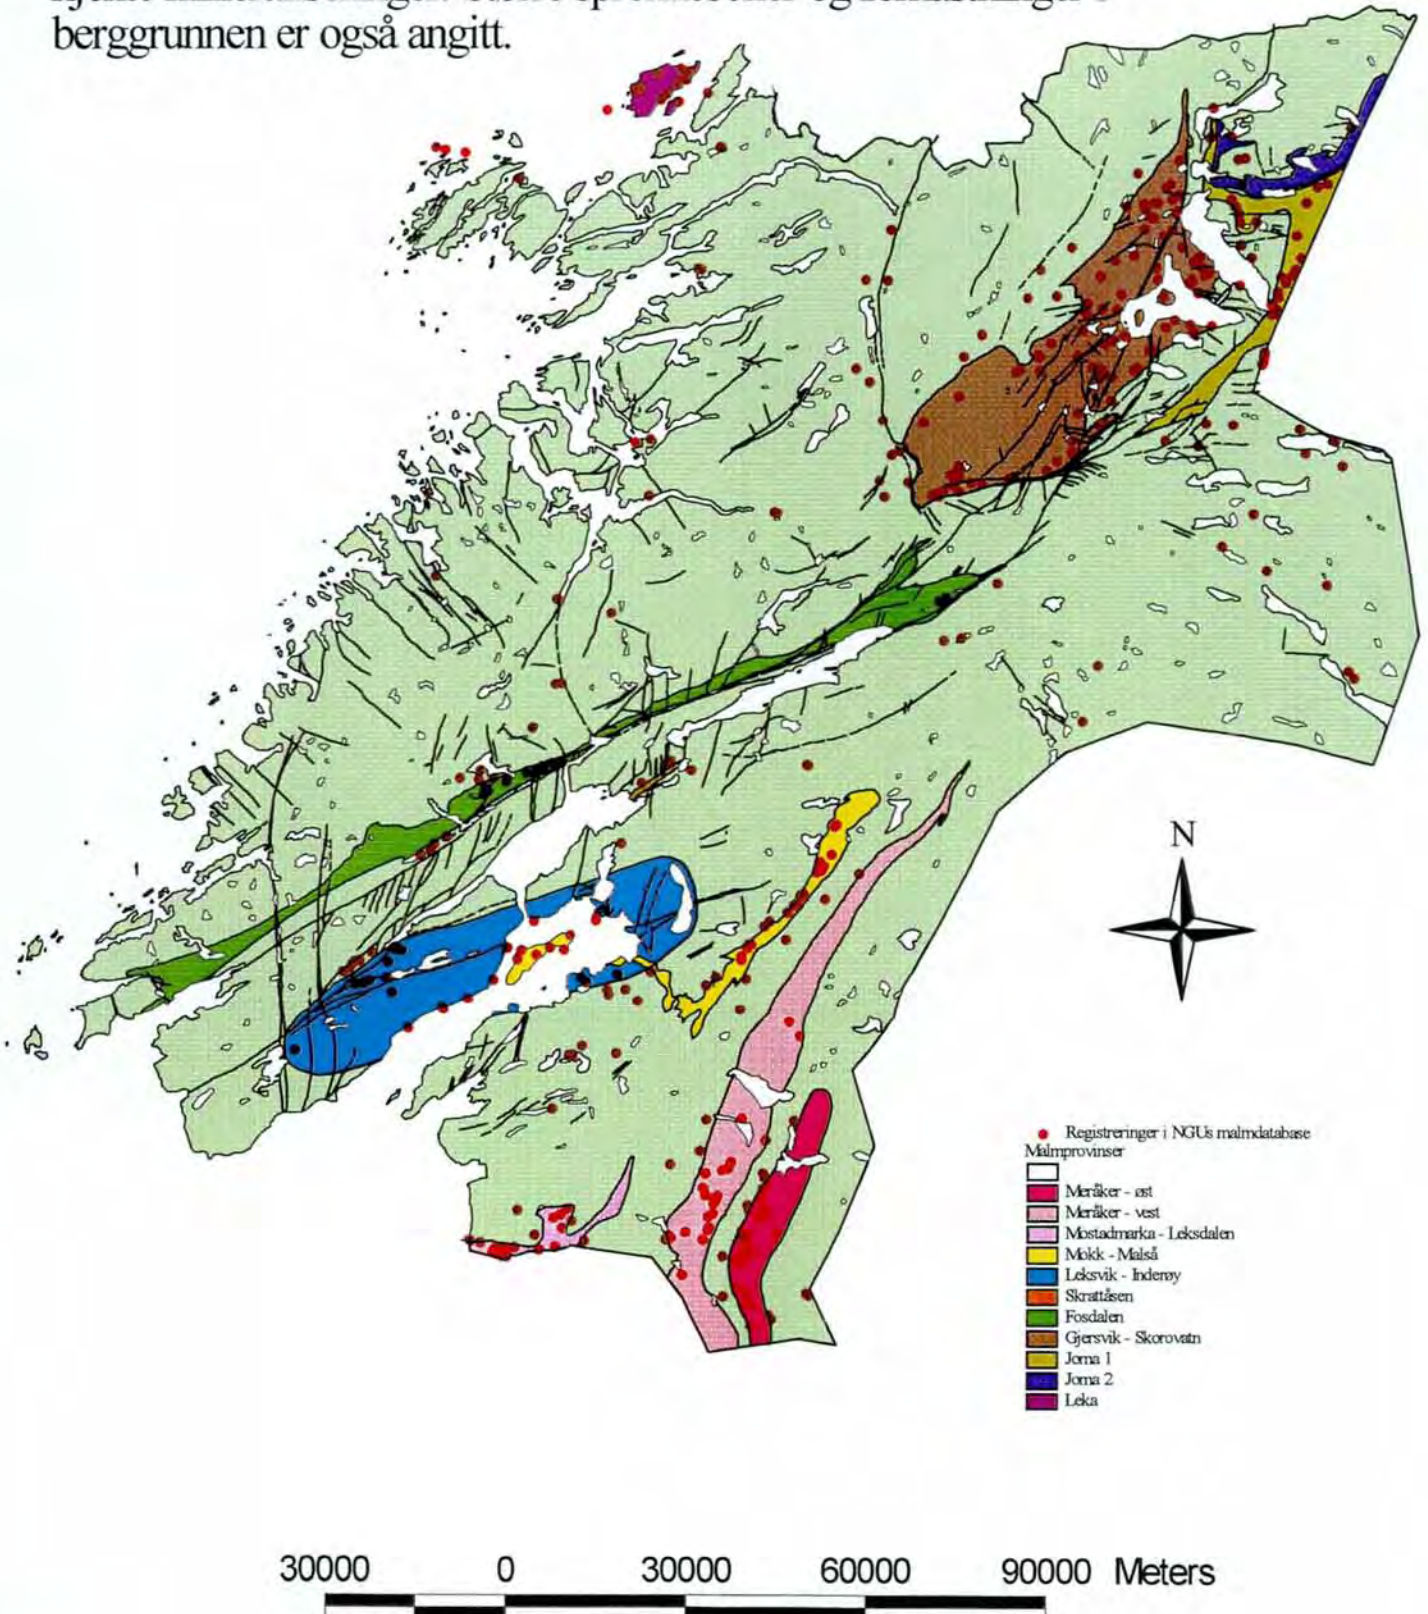 berggrunnen er også angitt.
N
Registreringer i NGUs malmdatabase
Malmprovinser
Meråker - øst
Meråker - vest
Mostadmarka - Leksdalen
Mokk - Malså
Leksvik - Inderøy
Skrattåsen
Fosdalen
Gjersvik - Skorovatn
Joma 1
Joma 2
Leka
30000 0 30000 60000 90000 Meters